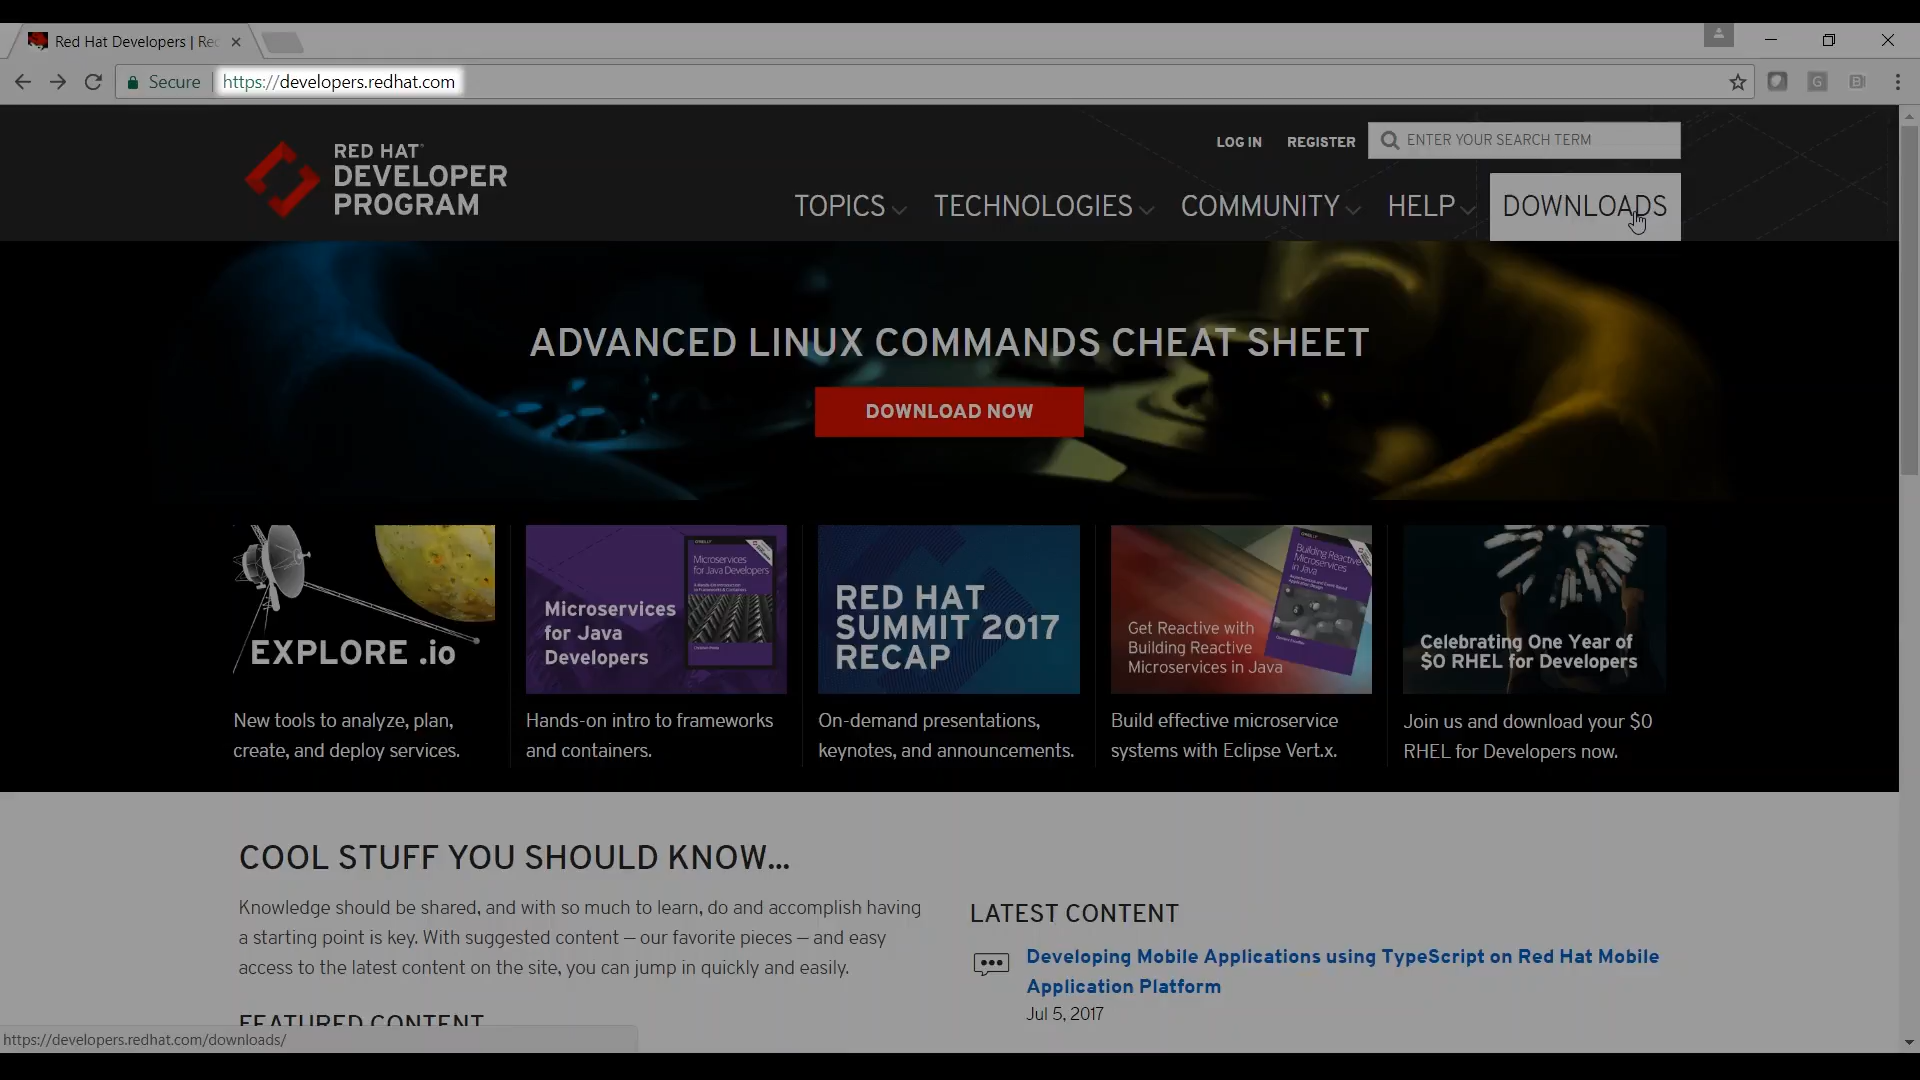 Red Hat Developers | Red
Secure
https://developers.redhat.com
RED HAT
DEVELOPER
PROGRAM
LOG IN
REGISTER
ENTER YOUR SEARCH TERM
TOPICS
TECHNOLOGIES
COMMUNITY
HELP
DOWNLOADS
ADVANCED LINUX COMMANDS CHEAT SHEET
DOWNLOAD NOW
EXPLORE .io
New tools to analyze, plan,
create, and deploy services.
O'REILLY
Microservices
for Java Developers
Microservices
for Java
Developers
Hands-on intro to frameworks
and containers.
RED HAT
SUMMIT 2017
RECAP
On-demand presentations,
keynotes, and announcements.
O'REILLY
Building Reactive
Microservices
in Java
Get Reactive with
Building Reactive
Microservices in Java
Build effective microservice
systems with Eclipse Vert.x.
Celebrating One Year of
$0 RHEL for Developers
Join us and download your $0
RHEL for Developers now.
COOL STUFF YOU SHOULD KNOW...
Knowledge should be shared, and with so much to learn, do and accomplish having
a starting point is key. With suggested content — our favorite pieces — and easy
access to the latest content on the site, you can jump in quickly and easily.
FEATURED CONTENT
LATEST CONTENT
Developing Mobile Applications using TypeScript on Red Hat Mobile
Application Platform
Jul 5, 2017
https://developers.redhat.com/downloads/